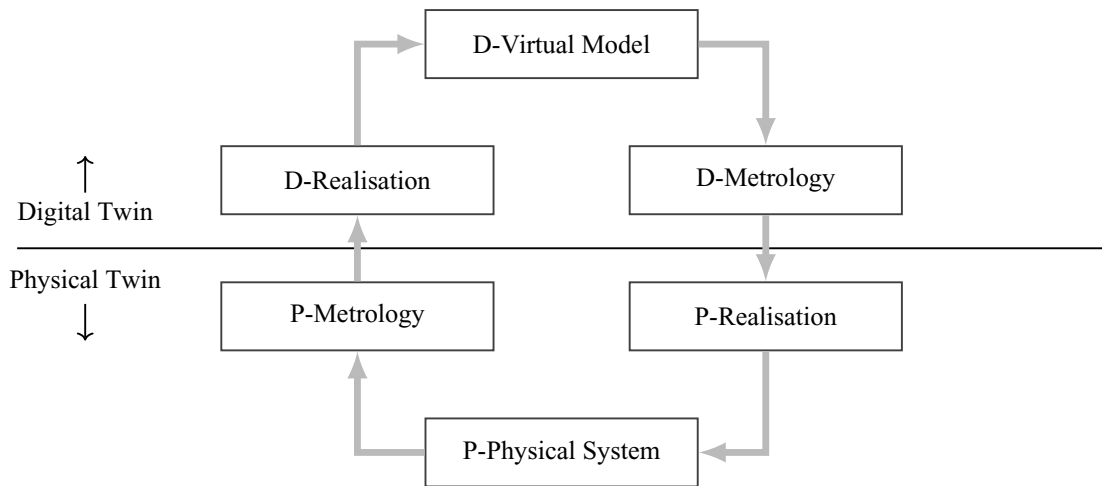 D-Virtual Model
D-Realisation
D-Metrology
↑
Digital Twin
Physical Twin
↓
P-Metrology
P-Realisation
P-Physical System